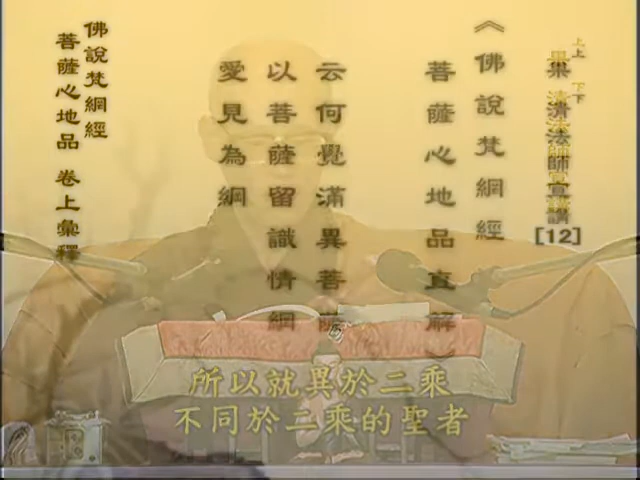 上 下
果清法師宣講
[12]
《佛說梵網經
菩薩心地品直解》
云何覺滿異菩薩
以菩薩留識情網
愛見為網
佛說梵網經
菩薩心地品 卷上彙釋
所以就異於二乘
不同於二乘的聖者